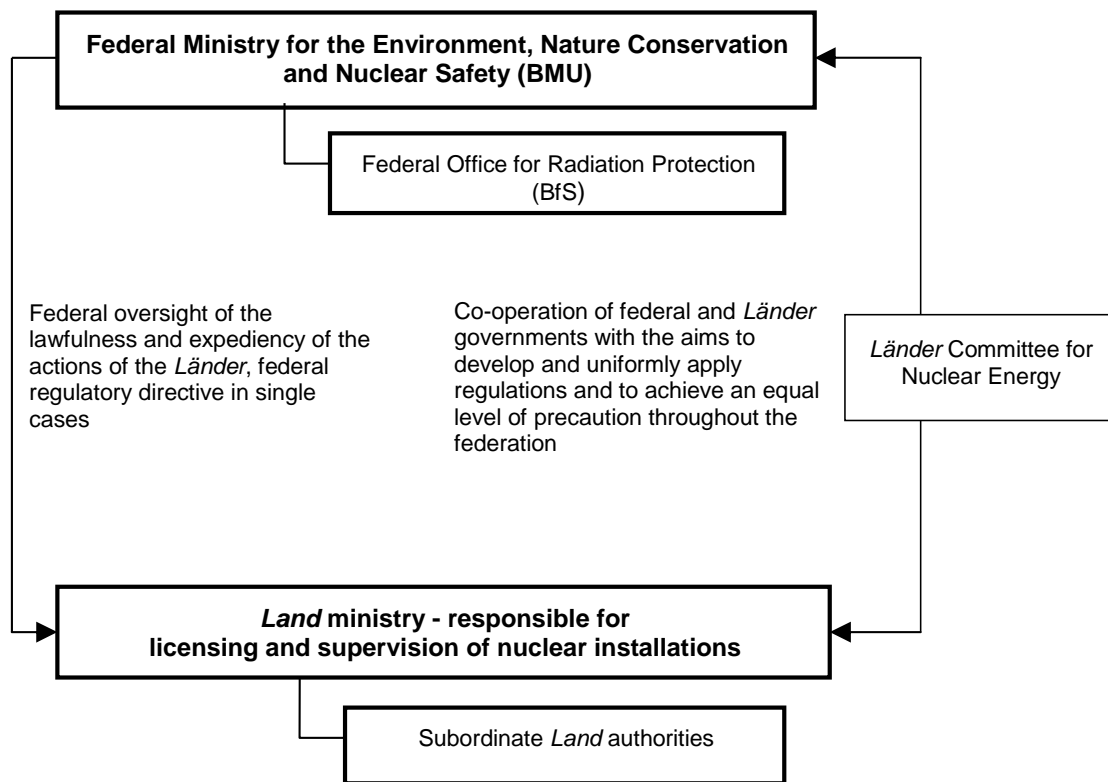 Federal Ministry for the Environment, Nature Conservation
and Nuclear Safety (BMU)
Federal Office for Radiation Protection
(BfS)
Federal oversight of the
lawfulness and expediency of the
actions of the Länder, federal
regulatory directive in single
cases
Co-operation of federal and Länder
governments with the aims to
develop and uniformly apply
regulations and to achieve an equal
level of precaution throughout the
federation
Länder Committee for
Nuclear Energy
Land ministry - responsible for
licensing and supervision of nuclear installations
Subordinate Land authorities